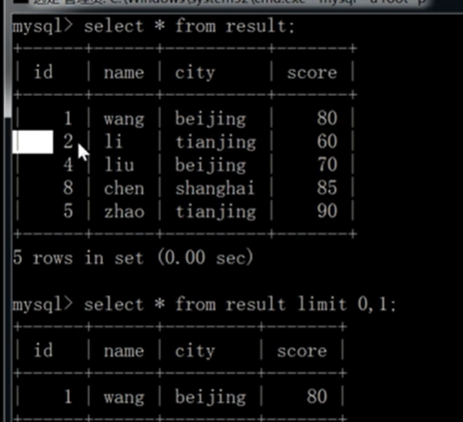 mysql> select * from result;
| id | name | city | score |
| 1 | wang | beijing | 80 |
| 2 | li | tianjing | 60 |
| 4 | liu | beijing | 70 |
| 8 | chen | shanghai | 85 |
| 5 | zhao | tianjing | 90 |
5 rows in set (0.00 sec)
mysql> select * from result limit 0,1;
| id | name | city | score |
| 1 | wang | beijing | 80 |